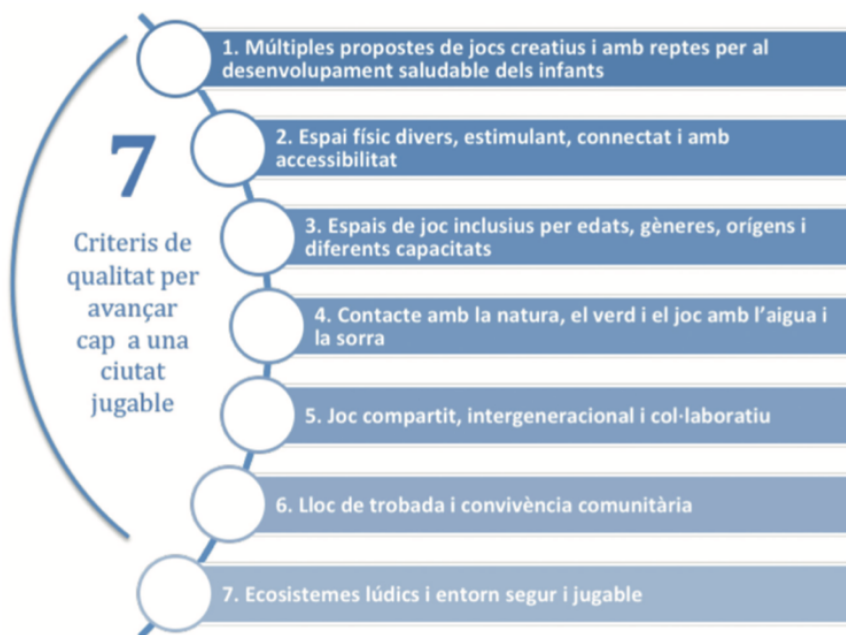 7
Criteris de
qualitat per
avançar
cap a una
ciutat
jugable
1. Múltiples propostes de jocs creatius i amb reptes per al
desenvolupament saludable dels infants
2. Espai físic divers, estimulant, connectat i amb
accessibilitat
3. Espais de joc inclusius per edats, gèneres, orígens i
diferents capacitats
4. Contacte amb la natura, el verd i el joc amb l'aigua i
la sorra
5. Joc compartit, intergeneracional i col·laboratiu
6. Lloc de trobada i convivència comunitària
7. Ecosistemes lúdics i entorn segur i jugable